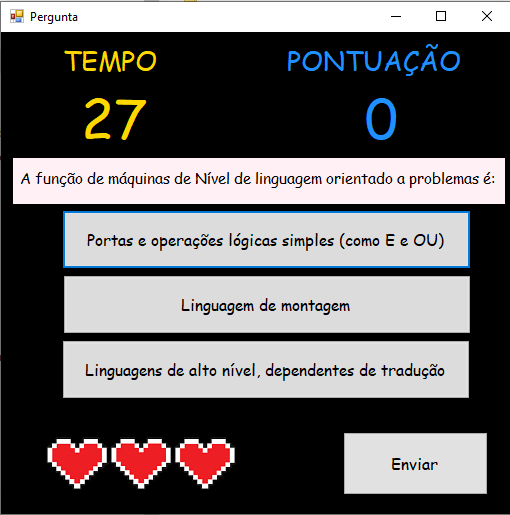 Pergunta
TEMPO
PONTUAÇÃO
27
0
A função de máquinas de Nível de linguagem orientado a problemas é:
Portas e operações lógicas simples (como E e OU)
Linguagem de montagem
Linguagens de alto nível, dependentes de tradução
Enviar